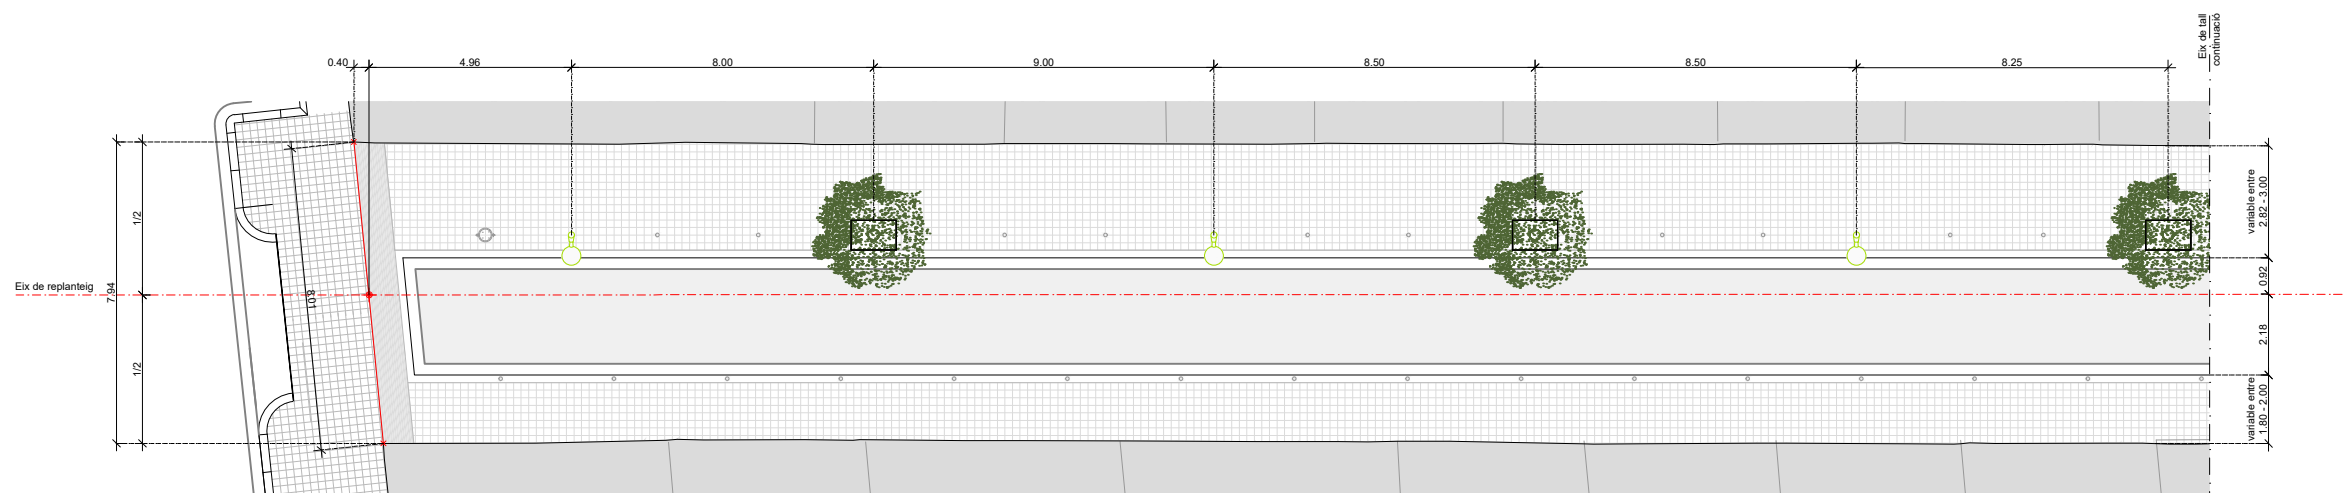 Eix de tall
continuació
0.40
4.96
8.00
9.00
8.50
8.50
8.25
1/2
7.94
8.01
1/2
Eix de replanteig
variable entre
2.82 - 3.00
0.92
2.18
variable entre
1.80 - 2.00